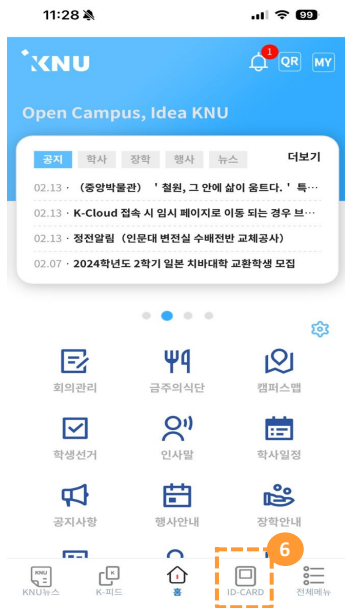 11:28
99
KNU
1
QR
MY
Open Campus, Idea KNU
공지 학사 장학 행사 뉴스 더보기
02.13 · (중앙박물관) ' 철원, 그 안에 삶이 움트다. ' 특…
02.13 · K-Cloud 접속 시 임시 페이지로 이동 되는 경우 브…
02.13 · 정전알림 (인문대 변전실 수배전반 교체공사)
02.07 · 2024학년도 2학기 일본 치바대학 교환학생 모집
회의관리 금주의식단 캠퍼스맵
학생선거 인사말 학사일정
공지사항 행사안내 장학안내
6
KNU
K
KNU뉴스 K-피드 홈 ID-CARD 전체메뉴